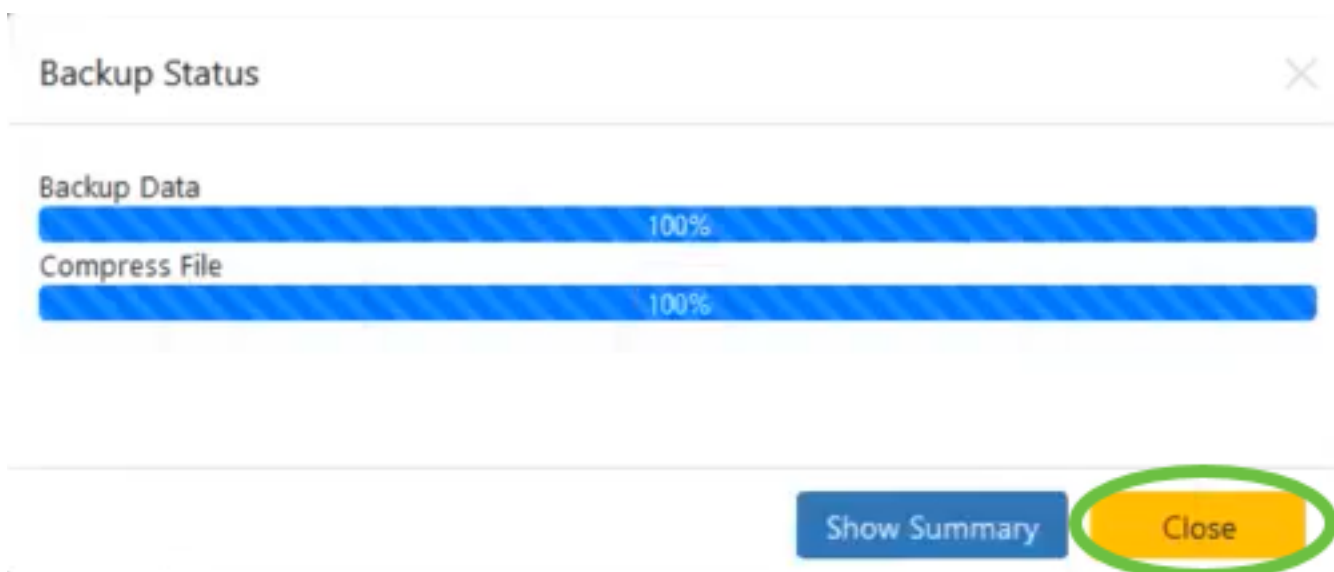 Backup Status
Backup Data
100%
Compress File
100%
Show Summary Close